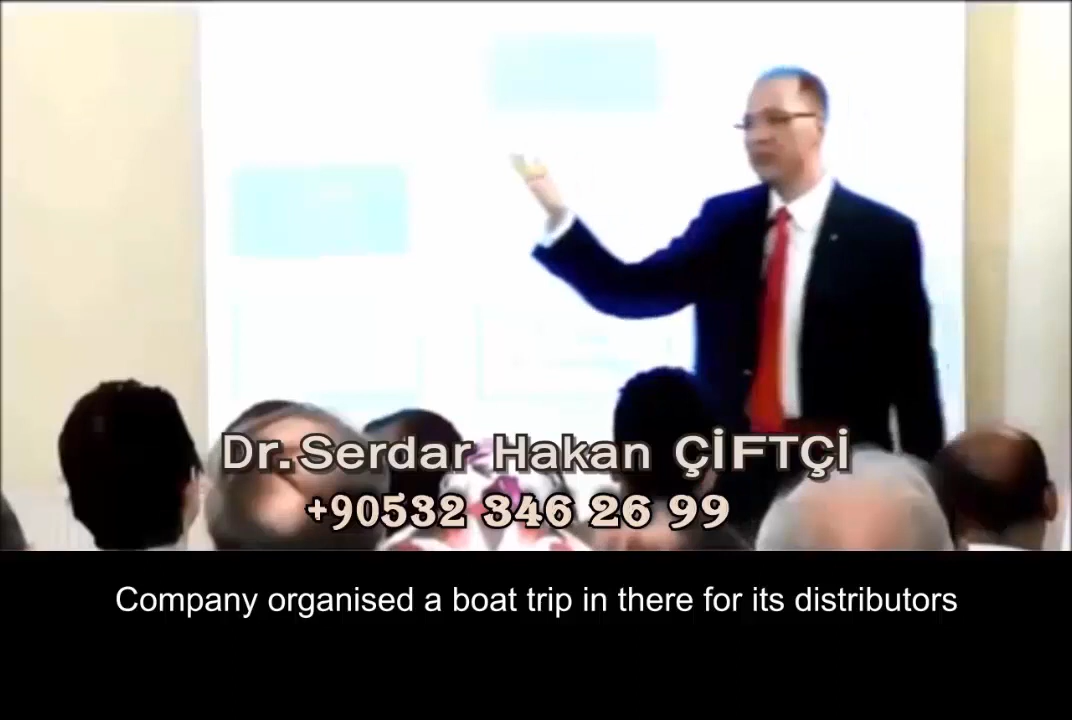 Dr.Serdar Hakan ÇİFTÇİ
+90532 346 26 99
Company organised a boat trip in there for its distributors